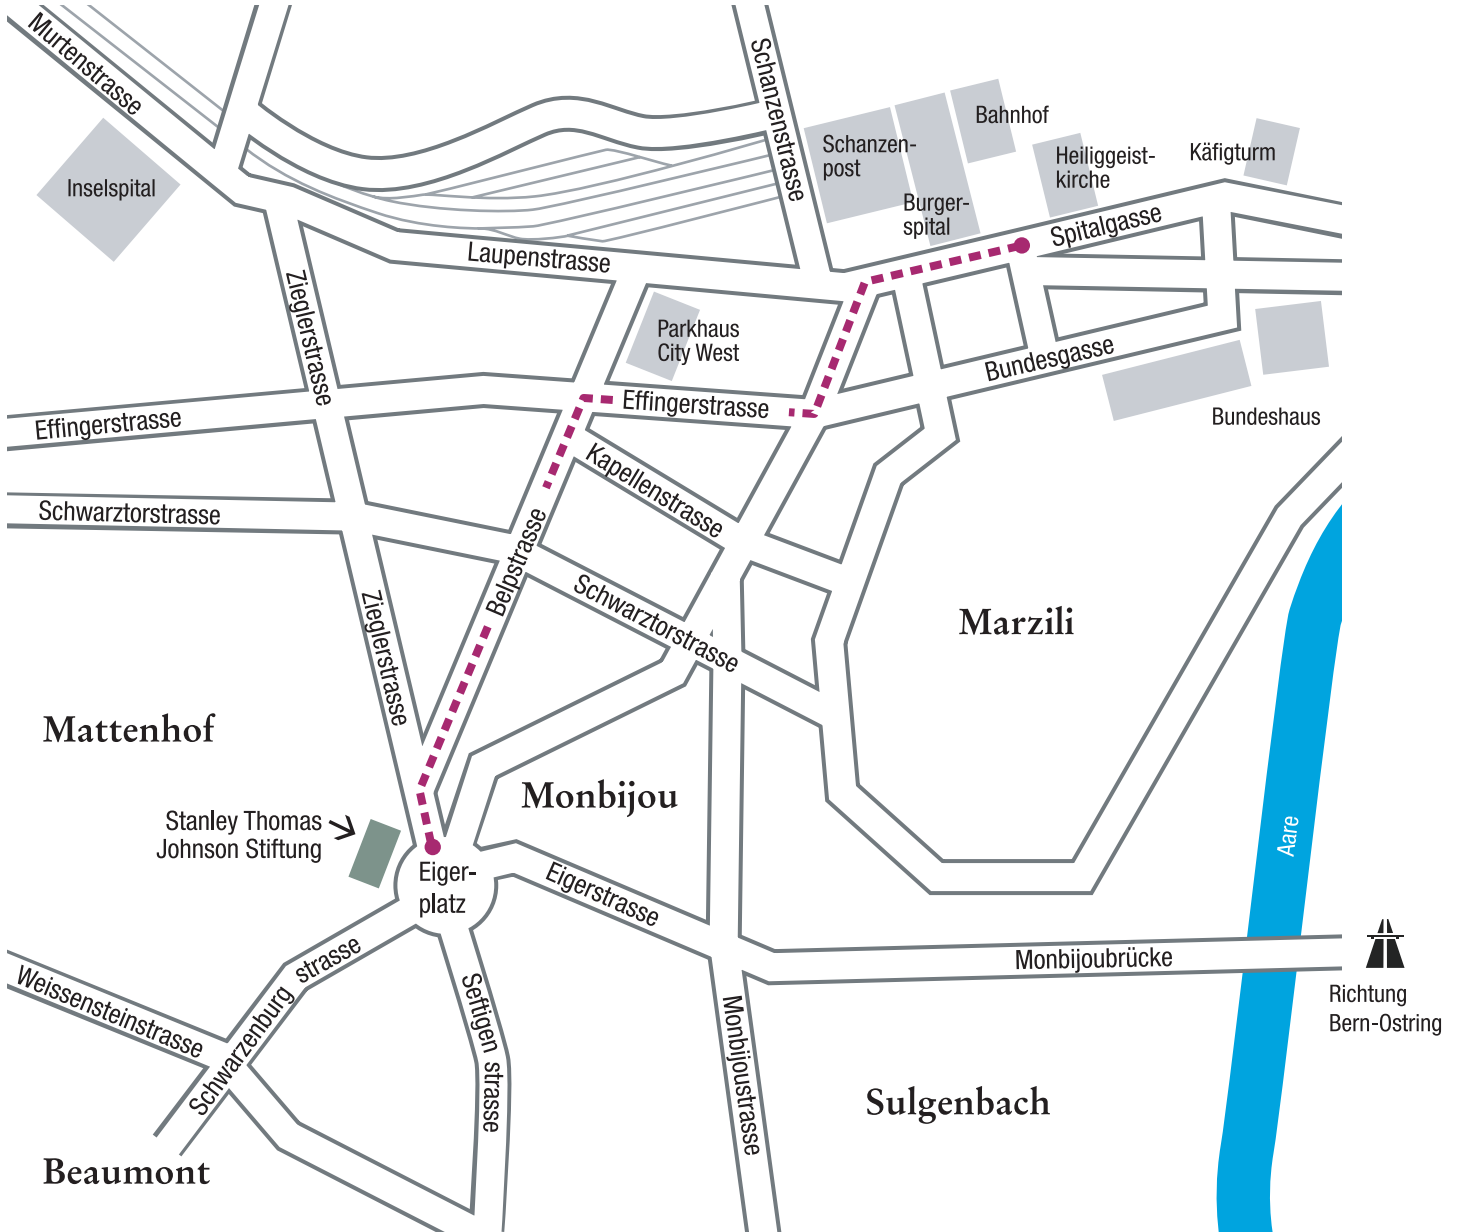 Murtenstrasse
Schanzenstrasse
Bahnhof
Schanzen-
post
Heiliggeist-
kirche
Käfigturm
Inselspital
Burger-
spital
Spitalgasse
Laupenstrasse
Zieglerstrasse
Parkhaus
City West
Bundesgasse
Effingerstrasse
Effingerstrasse
Bundeshaus
Kapellenstrasse
Schwarztorstrasse
Belpstrasse
Schwarztorstrasse
Zieglerstrasse
Marzili
Mattenhof
Monbijou
Stanley Thomas
Johnson Stiftung
Aare
Eiger-
platz
Eigerstrasse
Monbijoubrücke
Weissensteinstrasse
Schwarzenburg strasse
Seftigen strasse
Monbijoustrasse
Richtung
Bern-Ostring
Sulgenbach
Beaumont